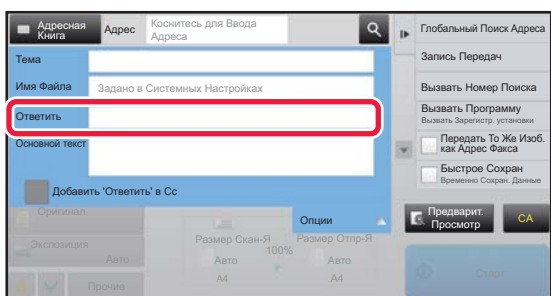 Адресная
Книга
Адрес
Коснитесь для Ввода
Адреса
Тема
Имя Файла
Задано в Системных Настройках
Ответить
Основной текст
Добавить 'Ответить' в Cc
Опции
Оригинал
Экспозиция
Авто
Прочие
Размер Скан-Я
100%
Размер Отпр-Я
Авто
A4
Авто
A4
Глобальный Поиск Адреса
Запись Передач
Вызвать Номер Поиска
Вызвать Программу
Вызвать Зарегистр. установки
Передать То Же Изоб.
как Адрес Факса
Быстрое Сохран
Временно Сохран. Данные
Предварит.
Просмотр
CA
Старт